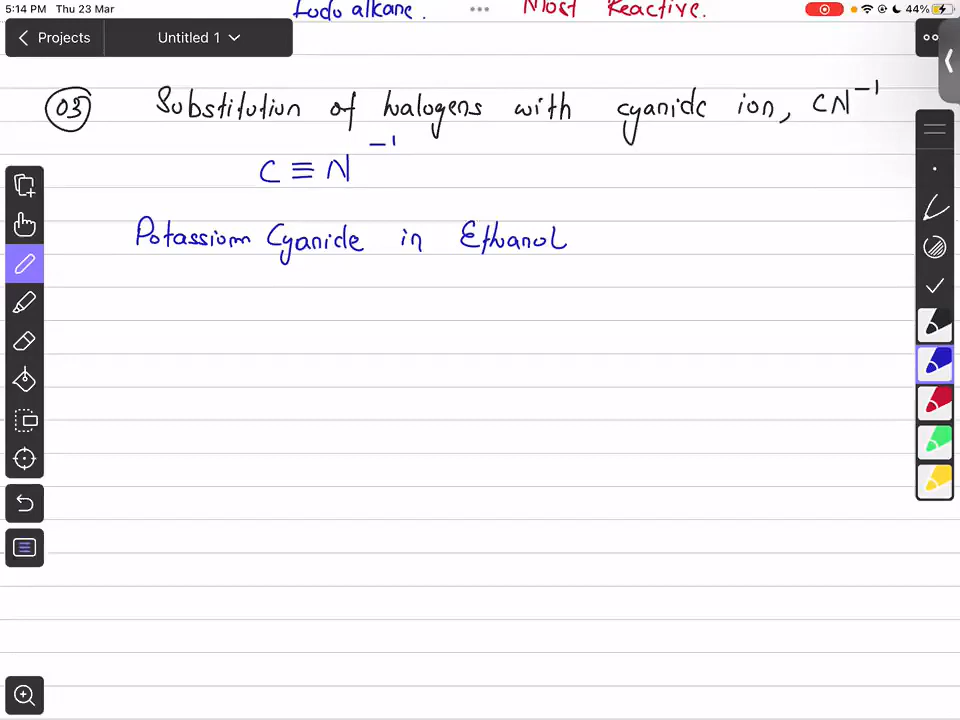 5:14 PM Thu 23 Mar
44%
Iodo alkane. Most Reactive.
Projects Untitled 1
03 Substitution of halogens with cyanide ion, CN⁻¹
C≡N⁻¹
Potassium Cyanide in Ethanol